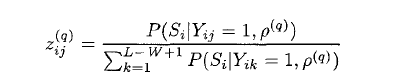 z_{ij}^{(q)} = \frac{P(S_i|Y_{ij} = 1, \rho^{(q)})}{\sum_{k=1}^{L-W+1} P(S_i|Y_{ik} = 1, \rho^{(q)})}